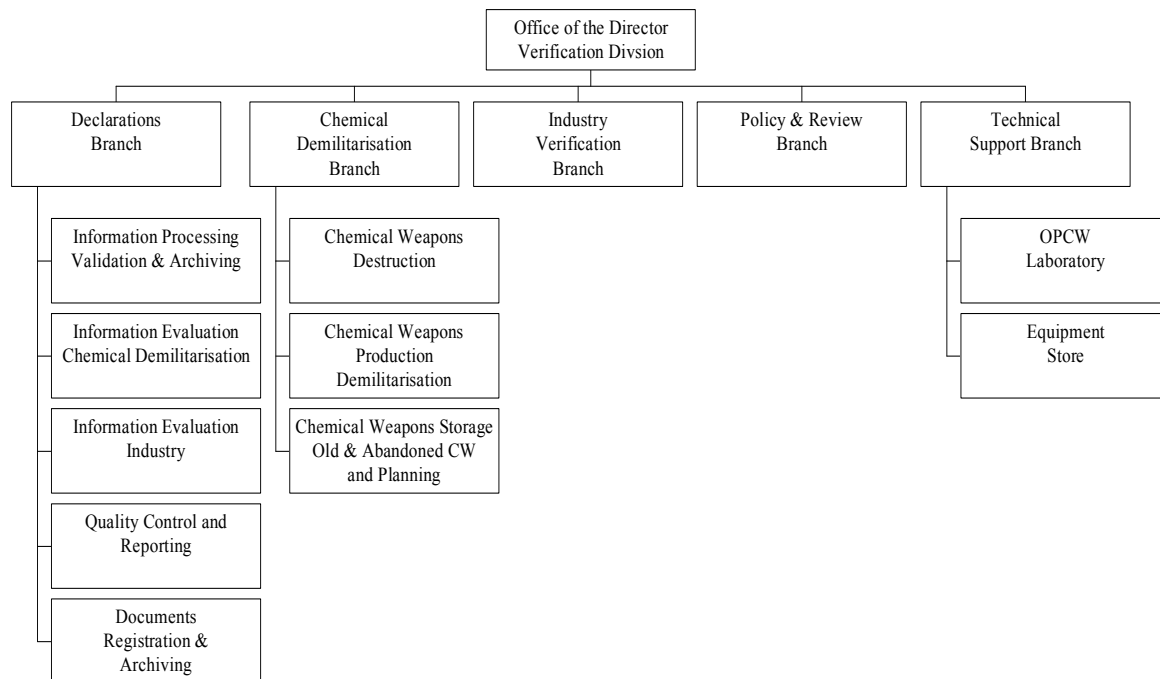 Office of the Director
Verification Divsion
Declarations
Branch
Chemical
Demilitarisation
Branch
Industry
Verification
Branch
Policy & Review
Branch
Technical
Support Branch
Information Processing
Validation & Archiving
Information Evaluation
Chemical Demilitarisation
Information Evaluation
Industry
Quality Control and
Reporting
Documents
Registration &
Archiving
Chemical Weapons
Destruction
Chemical Weapons
Production
Demilitarisation
Chemical Weapons Storage
Old & Abandoned CW
and Planning
OPCW
Laboratory
Equipment
Store